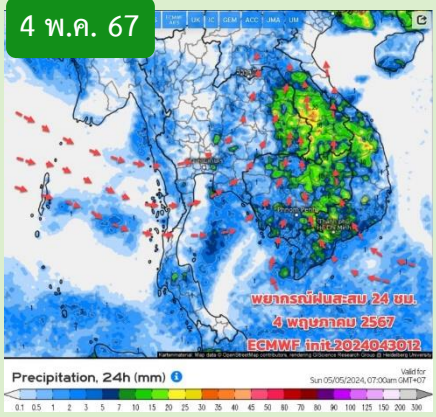 4 พ.ค. 67
ECMWF UK IC GEM ACC JMA UM
Phnom Penh
พยากรณ์ฝนสะสม 24 ชม.
4 พฤษภาคม 2567
ECMWF init.2024043012
Precipitation, 24h (mm)
Valid for
Sun 05/05/2024, 07:00am GMT+07
0.1 0.5 1 2 3 5 7 10 15 20 25 30 35 40 45 50 60 70 80 90 100 125 150 200 300